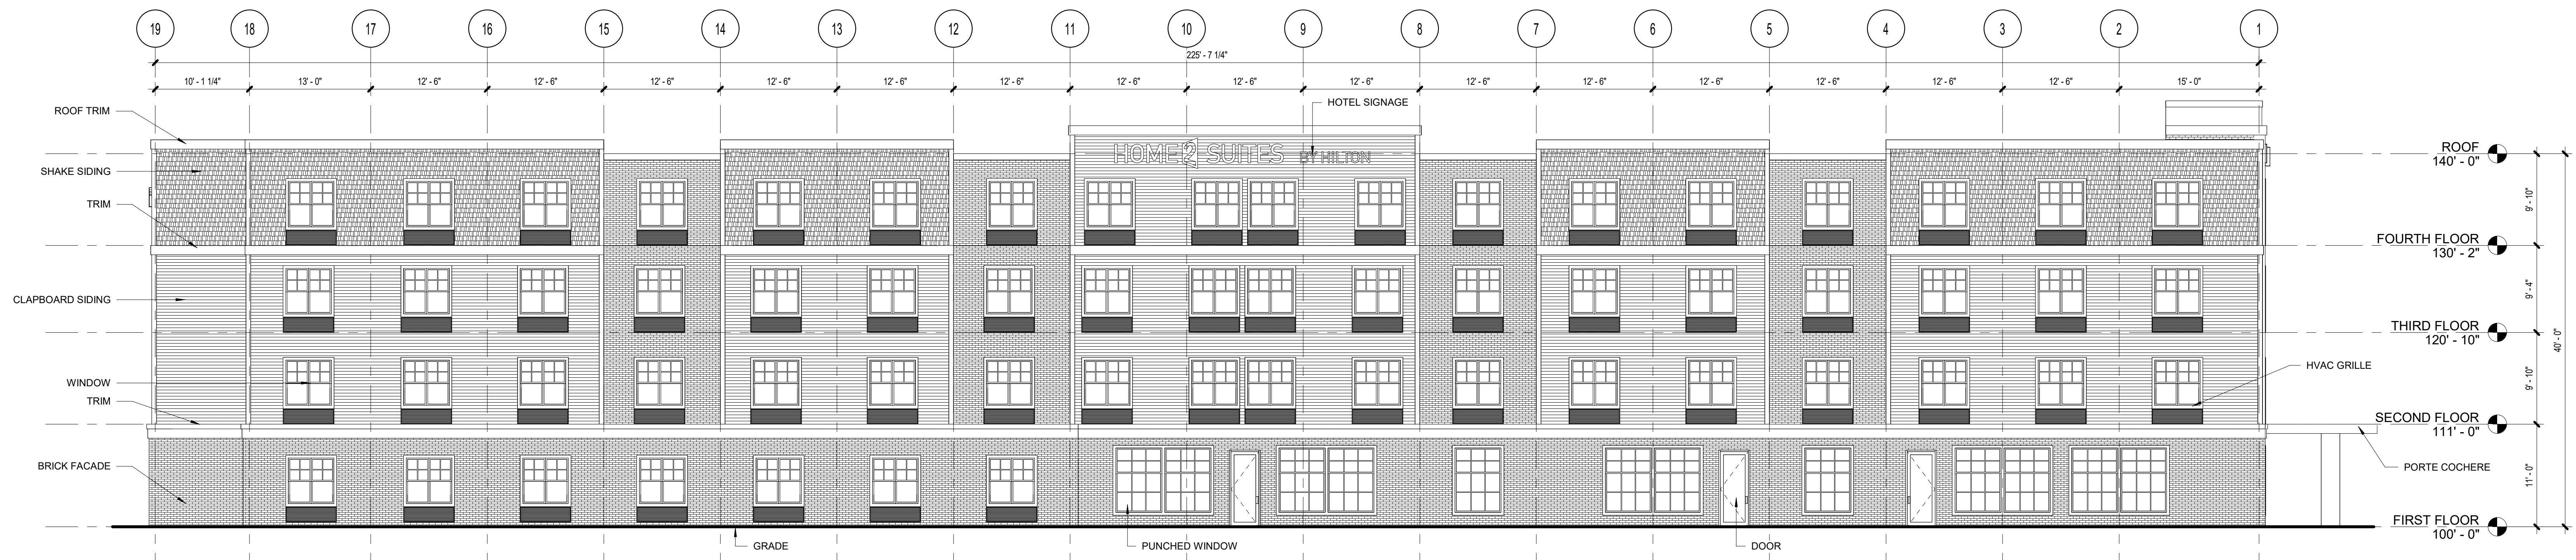 19 18 17 16 15 14 13 12 11 10 9 8 7 6 5 4 3 2 1
225' - 7 1/4"
10' - 1 1/4" 13' - 0" 12' - 6" 12' - 6" 12' - 6" 12' - 6" 12' - 6" 12' - 6" 12' - 6" 12' - 6" 12' - 6" 12' - 6" 12' - 6" 12' - 6" 12' - 6" 12' - 6" 12' - 6" 15' - 0"
HOTEL SIGNAGE
ROOF TRIM
HOME 2 SUITES BY HILTON
ROOF
140' - 0"
SHAKE SIDING
9' - 10"
TRIM
FOURTH FLOOR
130' - 2"
9' - 4"
CLAPBOARD SIDING
THIRD FLOOR
120' - 10"
40' - 0"
HVAC GRILLE
9' - 10"
WINDOW
TRIM
SECOND FLOOR
111' - 0"
BRICK FACADE
PORTE COCHERE
11' - 0"
FIRST FLOOR
100' - 0"
GRADE
PUNCHED WINDOW
DOOR